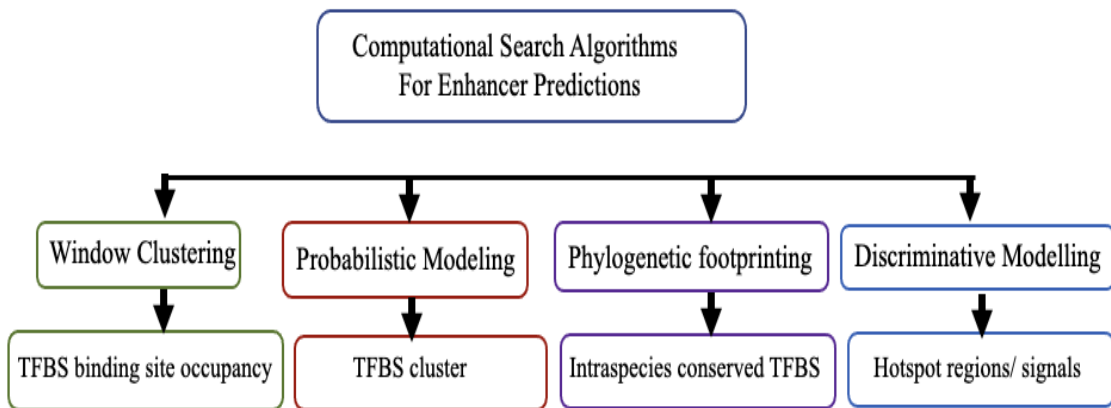 Computational Search Algorithms
For Enhancer Predictions
Window Clustering
Probabilistic Modeling
Phylogenetic footprinting
Discriminative Modelling
TFBS binding site occupancy
TFBS cluster
Intraspecies conserved TFBS
Hotspot regions/ signals